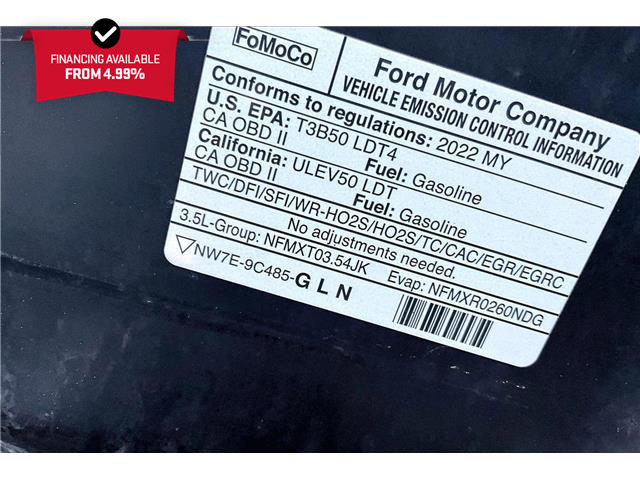 FINANCING AVAILABLE
FROM 4.99%
FoMoCo
Ford Motor Company
VEHICLE EMISSION CONTROL INFORMATION
Conforms to regulations: 2022 MY
U.S. EPA: T3B50 LDT4
CA OBD II Fuel: Gasoline
California: ULEV50 LDT
CA OBD II Fuel: Gasoline
TWC/DFI/SFI/WR-HO2S/HO2S/TC/CAC/EGR/EGRC
No adjustments needed.
3.5L-Group: NFMXT03.54JK Evap: NFMXR0260NDG
NW7E-9C485-GLN